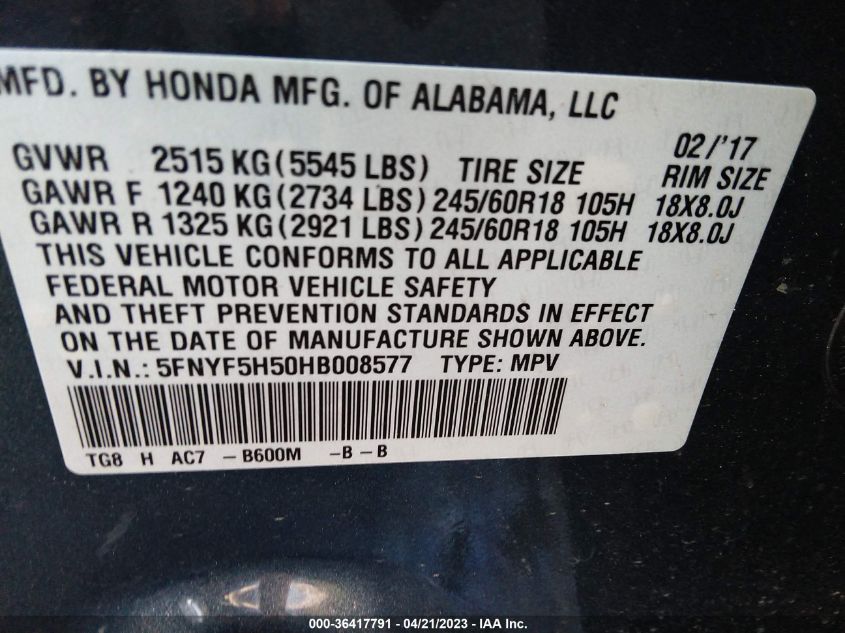 MFD. BY HONDA MFG. OF ALABAMA, LLC
02/'17
GVWR 2515 KG(5545 LBS) TIRE SIZE RIM SIZE
GAWR F 1240 KG(2734 LBS) 245/60R18 105H 18X8.0J
GAWR R 1325 KG(2921 LBS) 245/60R18 105H 18X8.0J
THIS VEHICLE CONFORMS TO ALL APPLICABLE
FEDERAL MOTOR VEHICLE SAFETY
AND THEFT PREVENTION STANDARDS IN EFFECT
ON THE DATE OF MANUFACTURE SHOWN ABOVE.
V.I.N.: 5FNYF5H50HB008577 TYPE: MPV
TG8 H AC7 - B600M -B - B
000-36417791 - 04/21/2023 - IAA Inc.